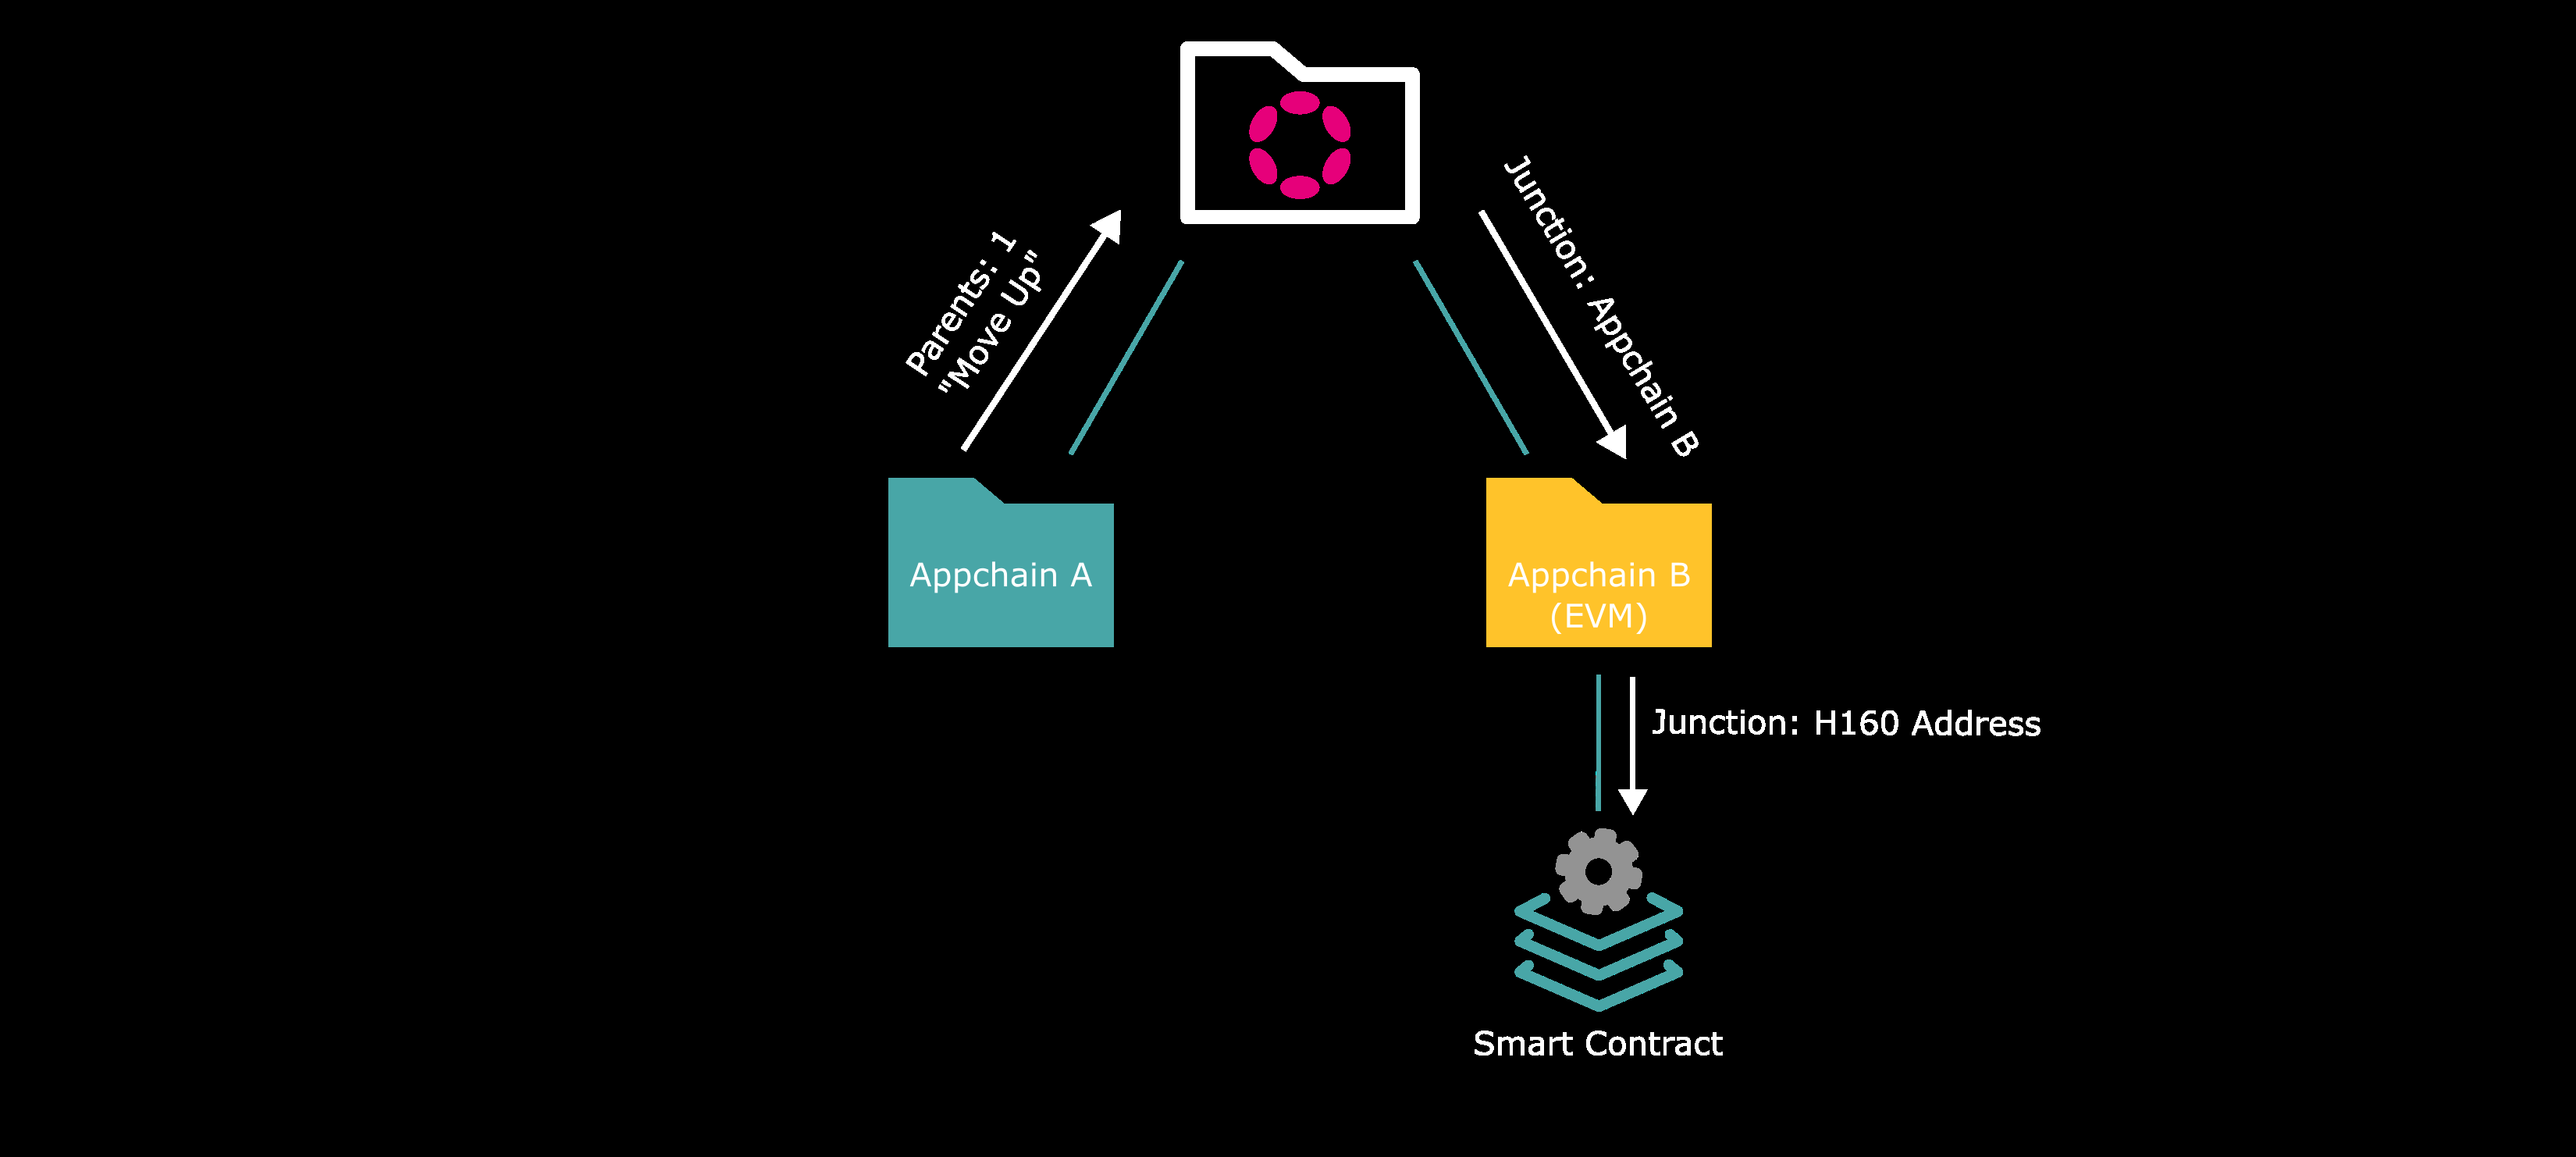 Parents: 1
"Move Up"
Junction: Appchain B
Appchain A
Appchain B
(EVM)
Junction: H160 Address
Smart Contract